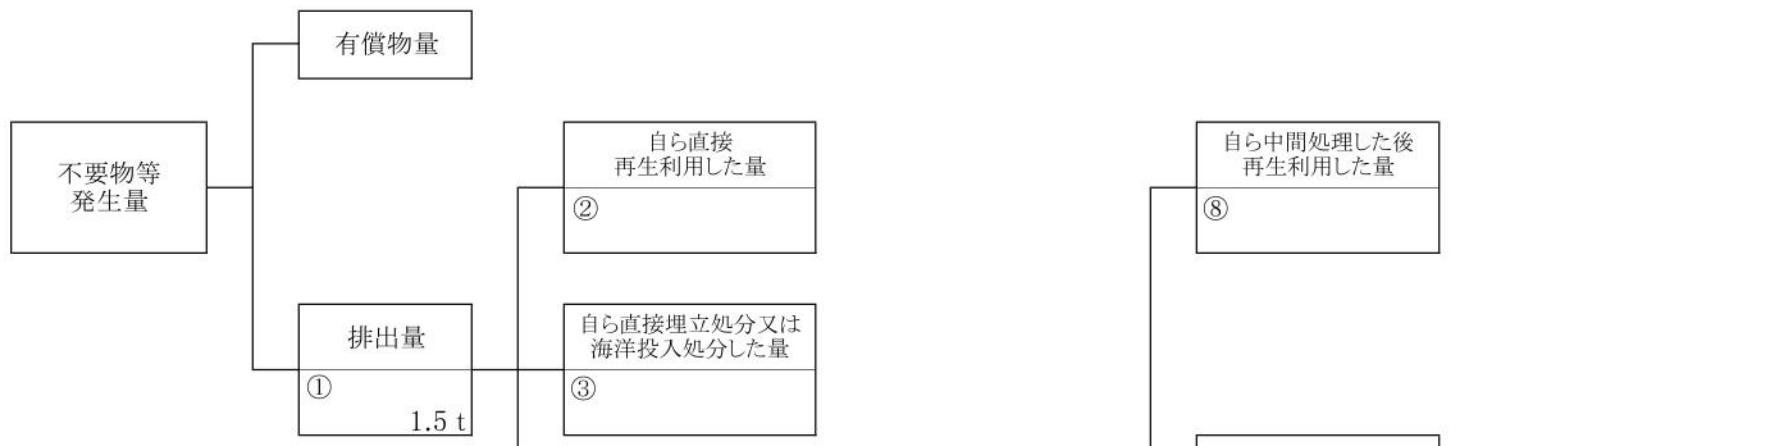 有償物量
不要物等
発生量
自ら直接
再生利用した量
②
自ら中間処理した後
再生利用した量
⑧
排出量
①
1.5 t
自ら直接埋立処分又は
海洋投入処分した量
③